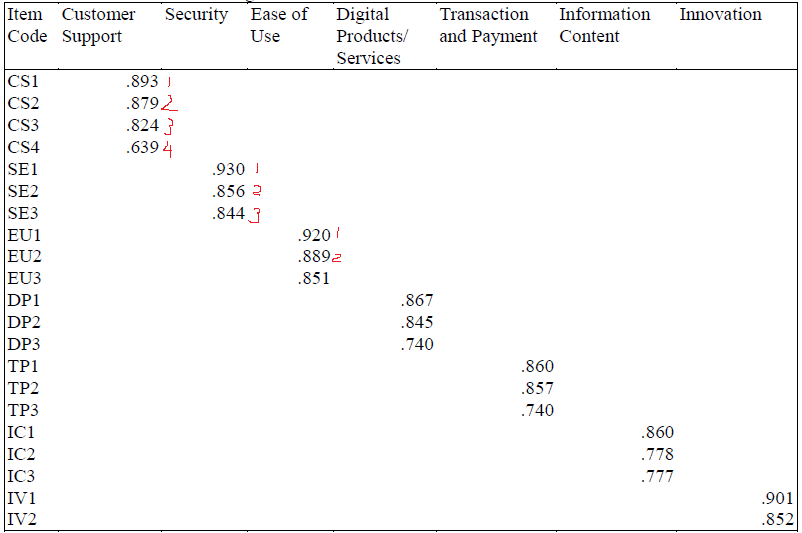 Item Customer Security Ease of Digital Transaction Information Innovation
Code Support Use Products/ and Payment Content
Services
CS1 .893 1
CS2 .879 2
CS3 .824 3
CS4 .639 4
SE1 .930 1
SE2 .856 2
SE3 .844 3
EU1 .920 1
EU2 .889 2
EU3 .851
DP1 .867
DP2 .845
DP3 .740
TP1 .860
TP2 .857
TP3 .740
IC1 .860
IC2 .778
IC3 .777
IV1 .901
IV2 .852